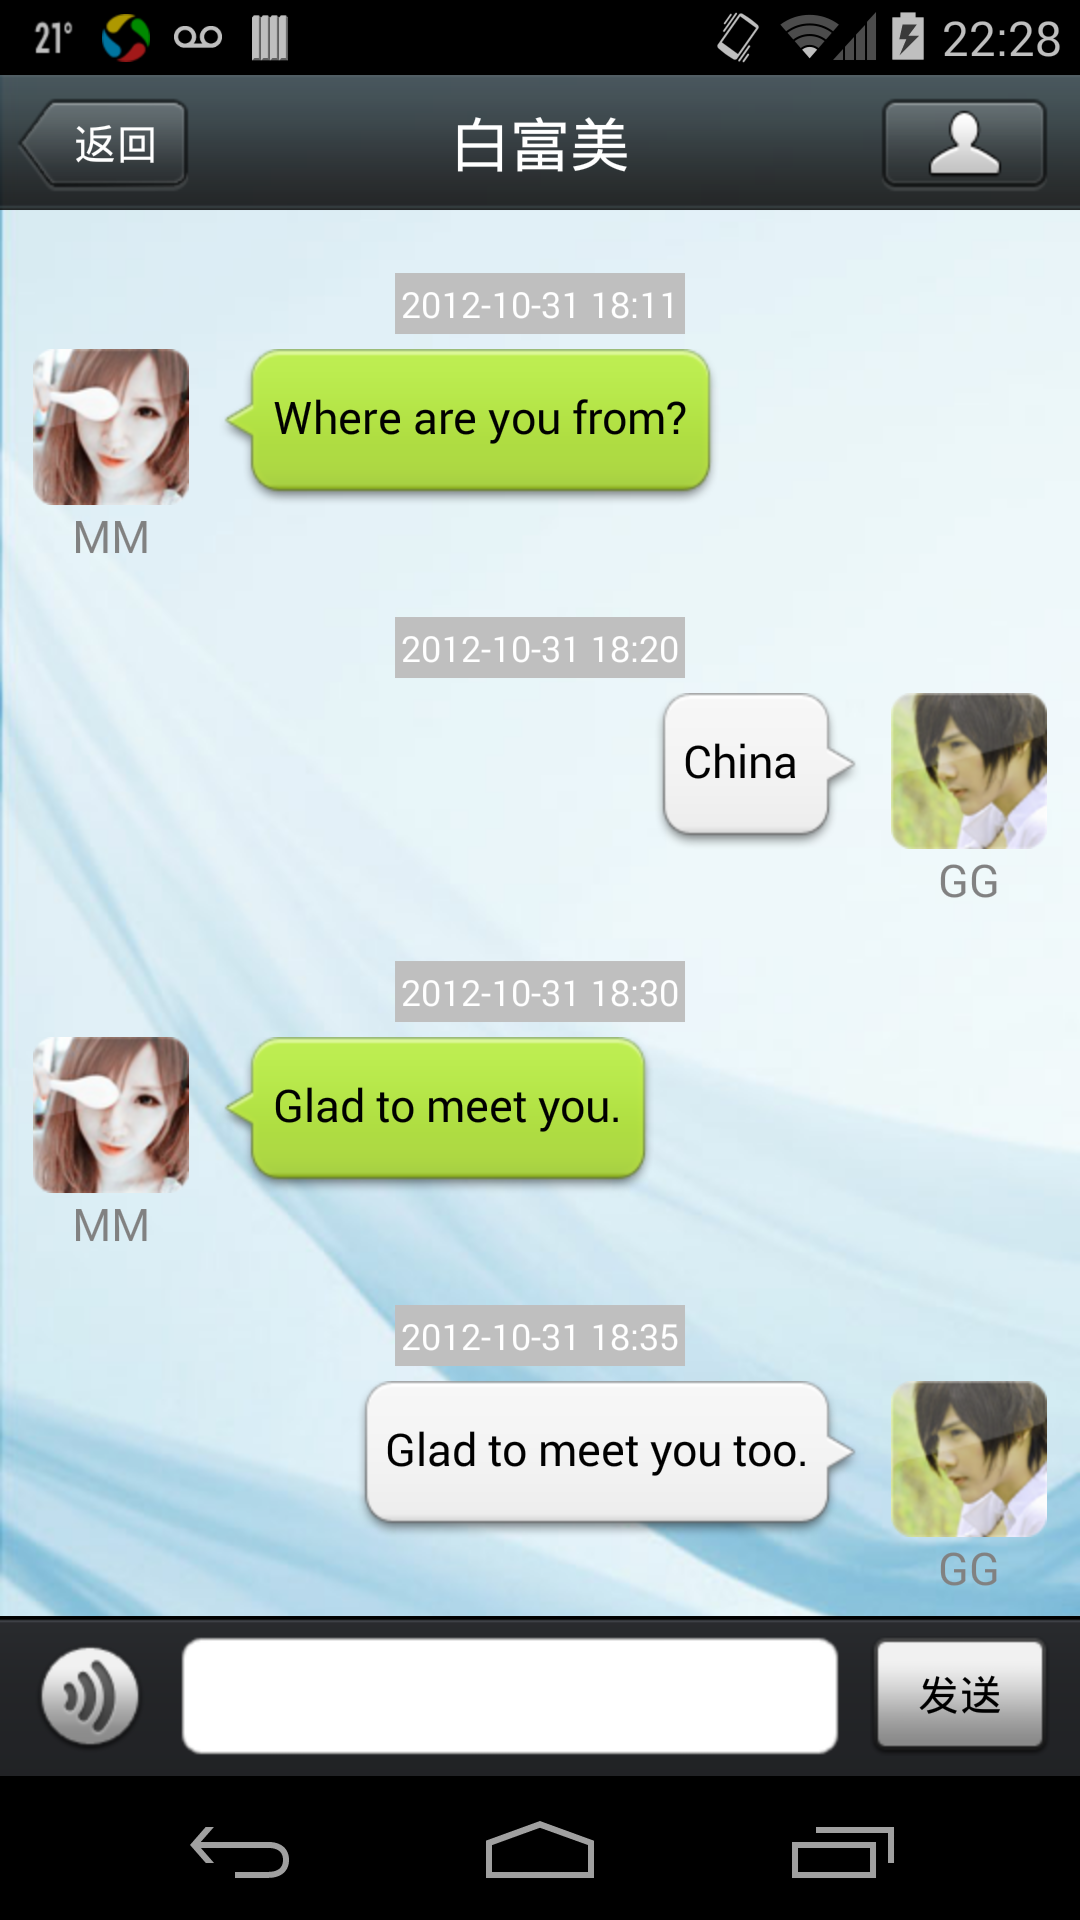 21°
22:28
返回
白富美
2012-10-31 18:11
Where are you from?
MM
2012-10-31 18:20
China
GG
2012-10-31 18:30
Glad to meet you.
MM
2012-10-31 18:35
Glad to meet you too.
GG
发送